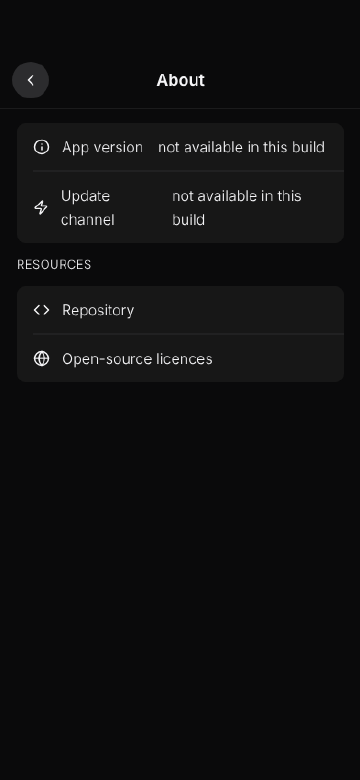 About
App version not available in this build
Update channel
not available in this build
RESOURCES
Repository
Open-source licences